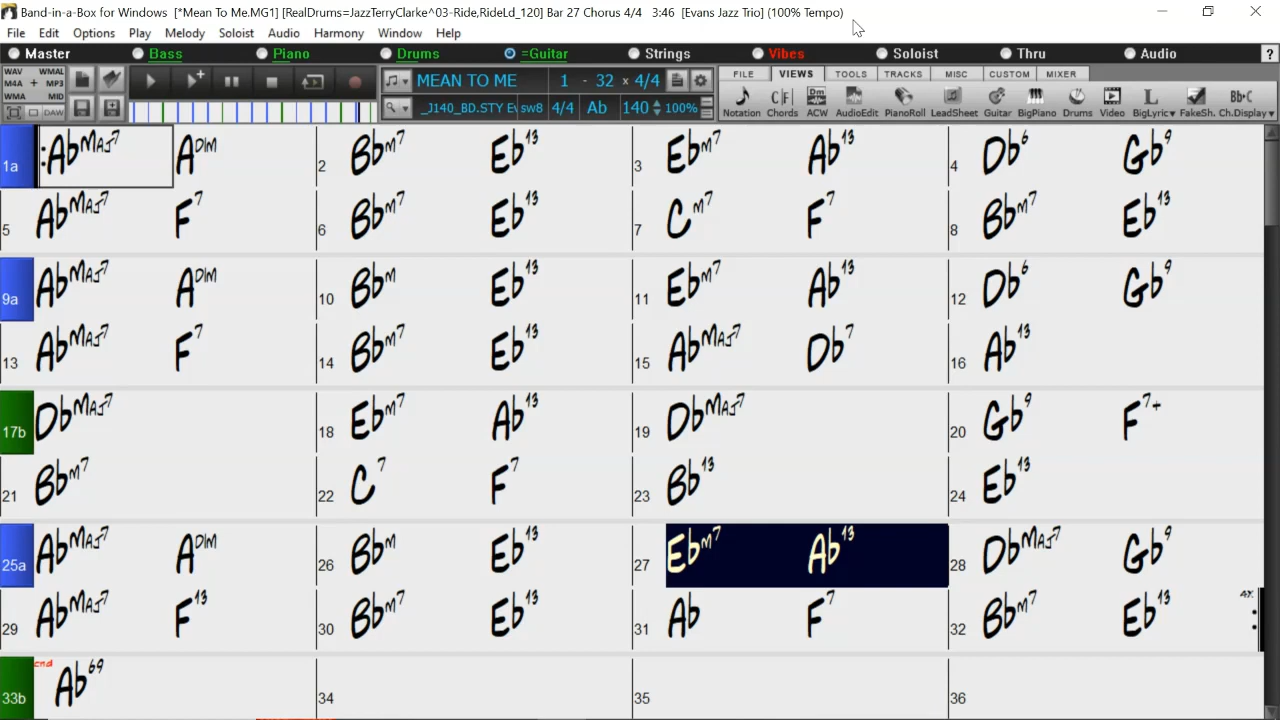 Band-in-a-Box for Windows [*Mean To Me.MG1] [RealDrums=JazzTerryClarke^03-Ride,RideLd_120] Bar 27 Chorus 4/4 3:46 [Evans Jazz Trio] (100% Tempo)
File Edit Options Play Melody Soloist Audio Harmony Window Help
Master Bass Piano Drums =Guitar Strings Vibes Soloist Thru Audio ?
WAV WMAL
M4A + MP3
WMA MID
DAW
MEAN TO ME 1 - 32 x 4/4
_J140_BD.STY Ev sw8 4/4 Ab 140 100%
FILE VIEWS TOOLS TRACKS MISC CUSTOM MIXER
Notation Chords ACW AudioEdit PianoRoll LeadSheet Guitar BigPiano Drums Video BigLyric FakeSh. Ch.Display
1a :AbMAJ7 ADIM 2 Bbm7 Eb13 3 Ebm7 Ab13 4 Db6 Gb9
5 AbMAJ7 F7 6 Bbm7 Eb13 7 Cm7 F7 8 Bbm7 Eb13
9a AbMAJ7 ADIM 10 Bbm Eb13 11 Ebm7 Ab13 12 Db6 Gb9
13 AbMAJ7 F7 14 Bbm7 Eb13 15 AbMAJ7 Db7 16 Ab13
17b DbMAJ7 18 Ebm7 Ab13 19 DbMAJ7 20 Gb9 F7+
21 Bbm7 22 C7 F7 23 Bb13 24 Eb13
25a AbMAJ7 ADIM 26 Bbm Eb13 27 Ebm7 Ab13 28 DbMAJ7 Gb9
29 AbMAJ7 F13 30 Bbm7 Eb13 31 Ab F7 32 Bbm7 Eb13 4x :
33b end Ab69 34 35 36